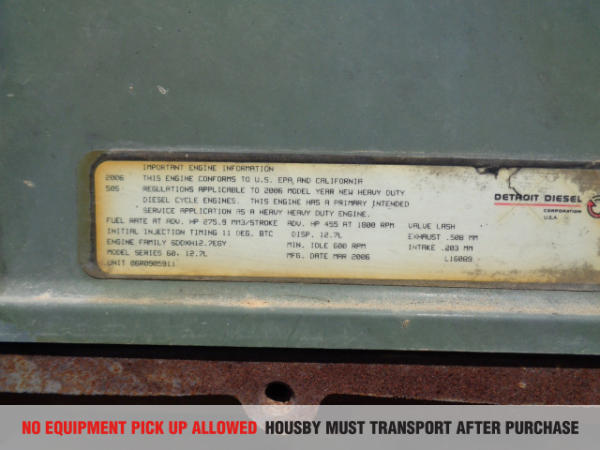 IMPORTANT ENGINE INFORMATION
2006 THIS ENGINE CONFORMS TO U.S. EPA AND CALIFORNIA
505 REGULATIONS APPLICABLE TO 2006 MODEL YEAR NEW HEAVY DUTY
DIESEL CYCLE ENGINES. THIS ENGINE HAS A PRIMARY INTENDED
SERVICE APPLICATION AS A HEAVY HEAVY DUTY ENGINE.
FUEL RATE AT ADV. HP 275.9 MM3/STROKE ADV. HP 455 AT 1800 RPM VALVE LASH
INITIAL INJECTION TIMING 11 DEG. BTC DISP. 12.7L EXHAUST .508 MM
ENGINE FAMILY 6DDXH12.7EGY MIN. IDLE 600 RPM INTAKE .203 MM
MODEL SERIES 60, 12.7L MFG. DATE MAR 2006 L16089
UNIT 06R0905911
DETROIT DIESEL
CORPORATION
U.S.A.
NO EQUIPMENT PICK UP ALLOWED HOUSBY MUST TRANSPORT AFTER PURCHASE